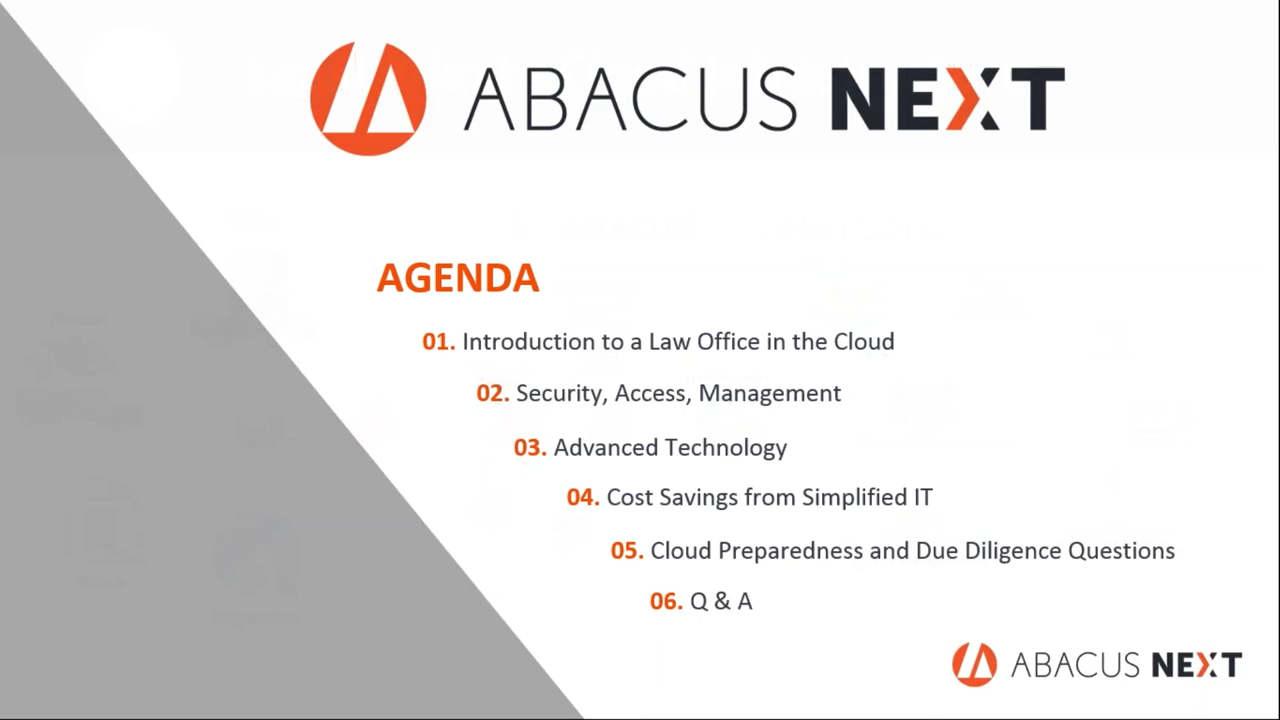 ABACUS NEXT
AGENDA
01. Introduction to a Law Office in the Cloud
02. Security, Access, Management
03. Advanced Technology
04. Cost Savings from Simplified IT
05. Cloud Preparedness and Due Diligence Questions
06. Q & A
ABACUS NEXT